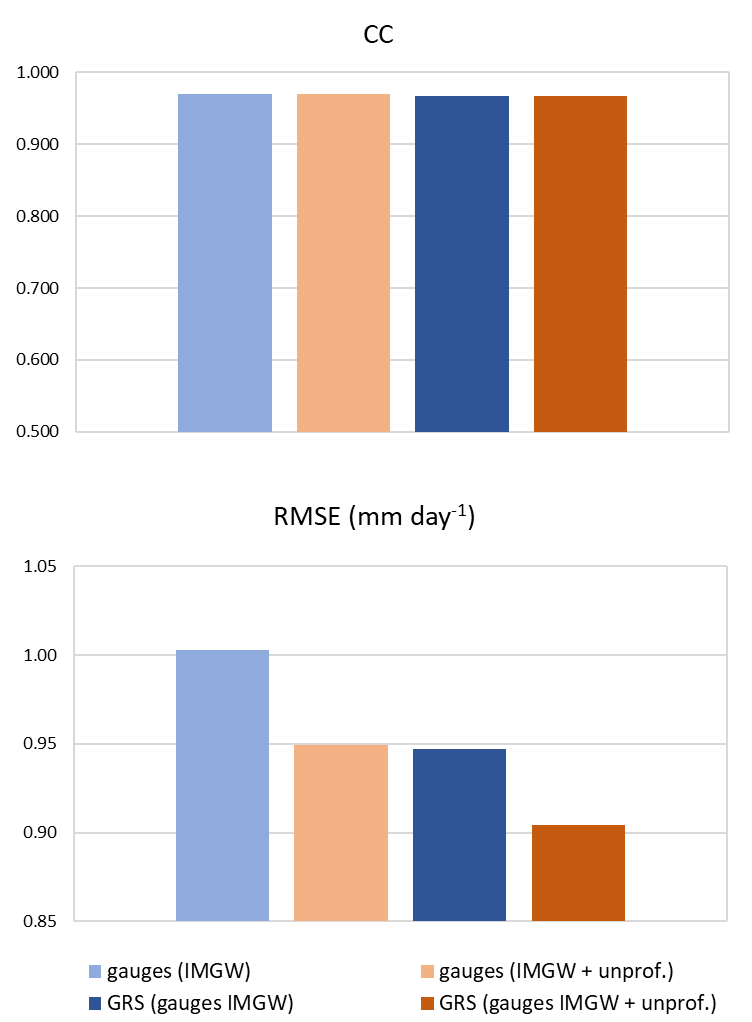 CC
1.000
0.900
0.800
0.700
0.600
0.500
RMSE (mm day⁻¹)
1.05
1.00
0.95
0.90
0.85
gauges (IMGW) gauges (IMGW + unprof.)
GRS (gauges IMGW) GRS (gauges IMGW + unprof.)